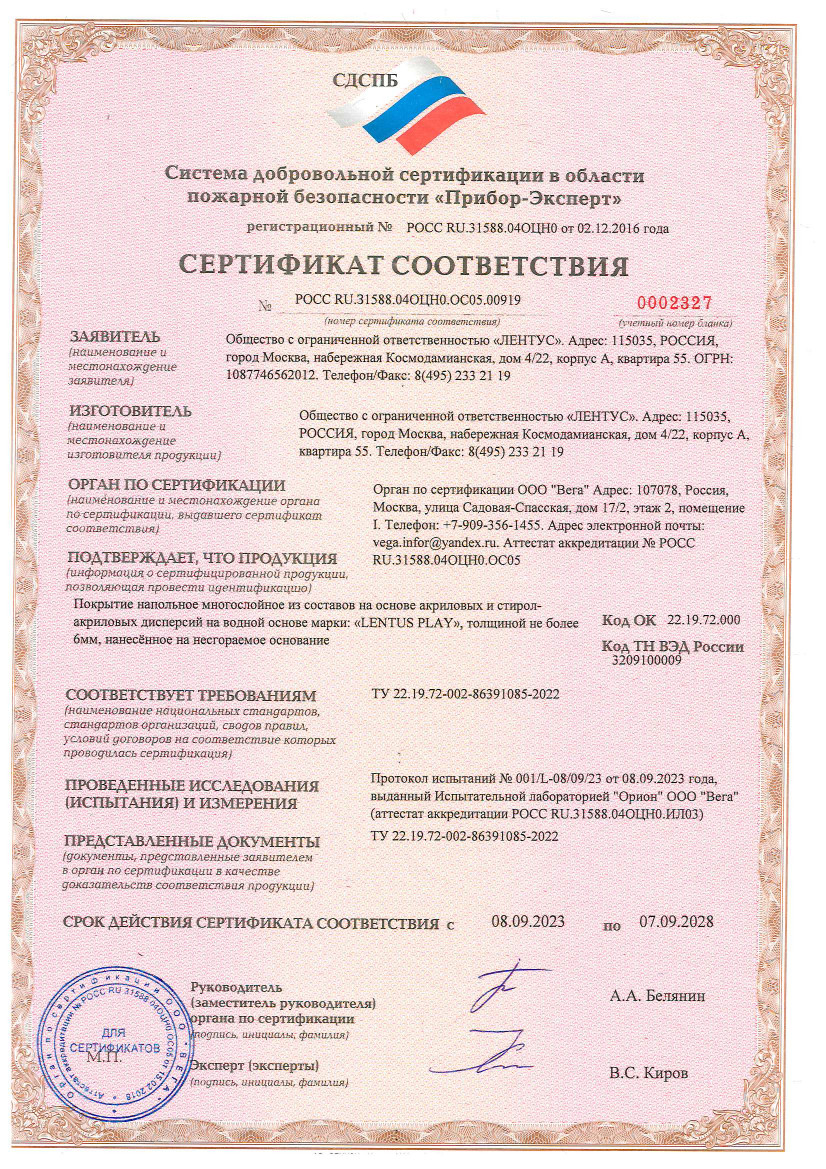 СДСПБ
Система добровольной сертификации в области
пожарной безопасности «Прибор-Эксперт»
регистрационный № РОСС RU.31588.04ОЦН0 от 02.12.2016 года
СЕРТИФИКАТ СООТВЕТСТВИЯ
№ РОСС RU.31588.04ОЦН0.ОС05.00919
(номер сертификата соответствия)
0002327
(учетный номер бланка)
ЗАЯВИТЕЛЬ
(наименование и
местонахождение
заявителя)
Общество с ограниченной ответственностью «ЛЕНТУС». Адрес: 115035, РОССИЯ,
город Москва, набережная Космодамианская, дом 4/22, корпус А, квартира 55. ОГРН:
1087746562012. Телефон/Факс: 8(495) 233 21 19
ИЗГОТОВИТЕЛЬ
(наименование и
местонахождение
изготовителя продукции)
Общество с ограниченной ответственностью «ЛЕНТУС». Адрес: 115035,
РОССИЯ, город Москва, набережная Космодамианская, дом 4/22, корпус А,
квартира 55. Телефон/Факс: 8(495) 233 21 19
ОРГАН ПО СЕРТИФИКАЦИИ
(наименование и местонахождение органа
по сертификации, выдавшего сертификат
соответствия)
Орган по сертификации ООО "Вега" Адрес: 107078, Россия,
Москва, улица Садовая-Спасская, дом 17/2, этаж 2, помещение
I. Телефон: +7-909-356-1455. Адрес электронной почты:
vega.infor@yandex.ru. Аттестат аккредитации № РОСС
RU.31588.04ОЦН0.ОС05
ПОДТВЕРЖДАЕТ, ЧТО ПРОДУКЦИЯ
(информация о сертифицированной продукции,
позволяющая провести идентификацию)
Покрытие напольное многослойное из составов на основе акриловых и стирол-
акриловых дисперсий на водной основе марки: «LENTUS PLAY», толщиной не более
6мм, нанесённое на несгораемое основание
Код ОК 22.19.72.000
Код ТН ВЭД России
3209100009
СООТВЕТСТВУЕТ ТРЕБОВАНИЯМ
(наименование национальных стандартов,
стандартов организаций, сводов правил,
условий договоров на соответствие которых
проводилась сертификация)
ТУ 22.19.72-002-86391085-2022
ПРОВЕДЕННЫЕ ИССЛЕДОВАНИЯ
(ИСПЫТАНИЯ) И ИЗМЕРЕНИЯ
Протокол испытаний № 001/L-08/09/23 от 08.09.2023 года,
выданный Испытательной лабораторией "Орион" ООО "Вега"
(аттестат аккредитации РОСС RU.31588.04ОЦН0.ИЛ03)
ПРЕДСТАВЛЕННЫЕ ДОКУМЕНТЫ
(документы, представленные заявителем
в орган по сертификации в качестве
доказательств соответствия продукции)
ТУ 22.19.72-002-86391085-2022
СРОК ДЕЙСТВИЯ СЕРТИФИКАТА СООТВЕТСТВИЯ с 08.09.2023 по 07.09.2028
Руководитель
(заместитель руководителя)
органа по сертификации
(подпись, инициалы, фамилия)
А.А. Белянин
Эксперт (эксперты)
(подпись, инициалы, фамилия)
В.С. Киров
М.П.
Орган по сертификации ООО "ВЕГА"
Аттестат аккредитации № РОСС RU 31588.04ОЦН0.ОС05 от 15.02.2018
ДЛЯ
СЕРТИФИКАТОВ